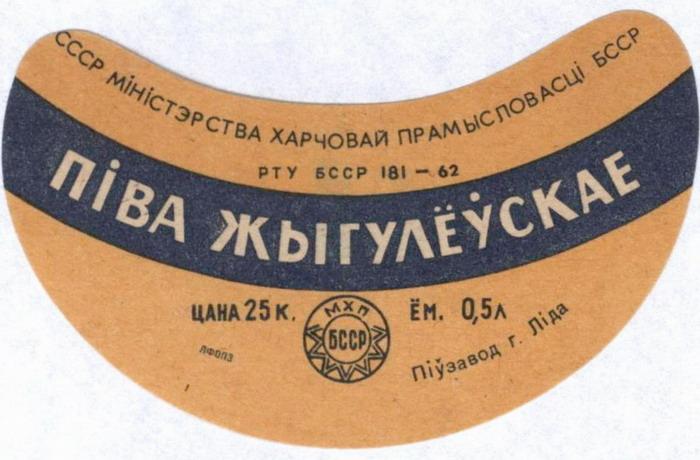 СССР МІНІСТЭРСТВА ХАРЧОВАЙ ПРАМЫСЛОВАСЦІ БССР
РТУ БССР 181 — 62
ПІВА ЖЫГУЛЁЎСКАЕ
ЦАНА 25 К.
МХП
БССР
ЁМ. 0,5л
ЛФОПЗ
Піўзавод г. Ліда